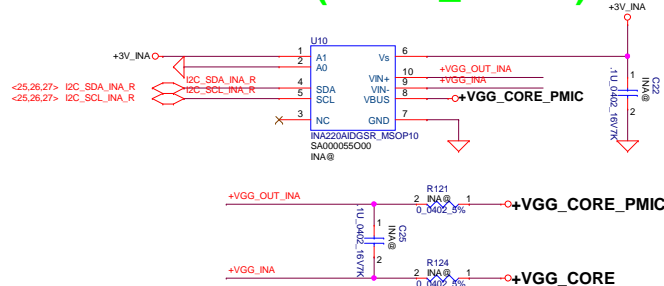 +3V_INA
U10
+3V_INA 1 A1 Vs 6
2 A0
VIN+ 10 +VGG_OUT_INA
<25,26,27> I2C_SDA_INA_R I2C_SDA_INA_R 4 SDA VIN- 9 +VGG_INA
<25,26,27> I2C_SCL_INA_R I2C_SCL_INA_R 5 SCL VBUS 8 +VGG_CORE_PMIC
3 NC GND 7
INA220AIDGSR_MSOP10
SA000055O00
INA@
1
C22
INA@
.1U_0402_16V7K
2
+VGG_OUT_INA
R121
2 INA@ 1
0_0402_5%
+VGG_CORE_PMIC
1
C25
INA@
.1U_0402_16V7K
2
+VGG_INA
R124
2 INA@ 1
0_0402_5%
+VGG_CORE